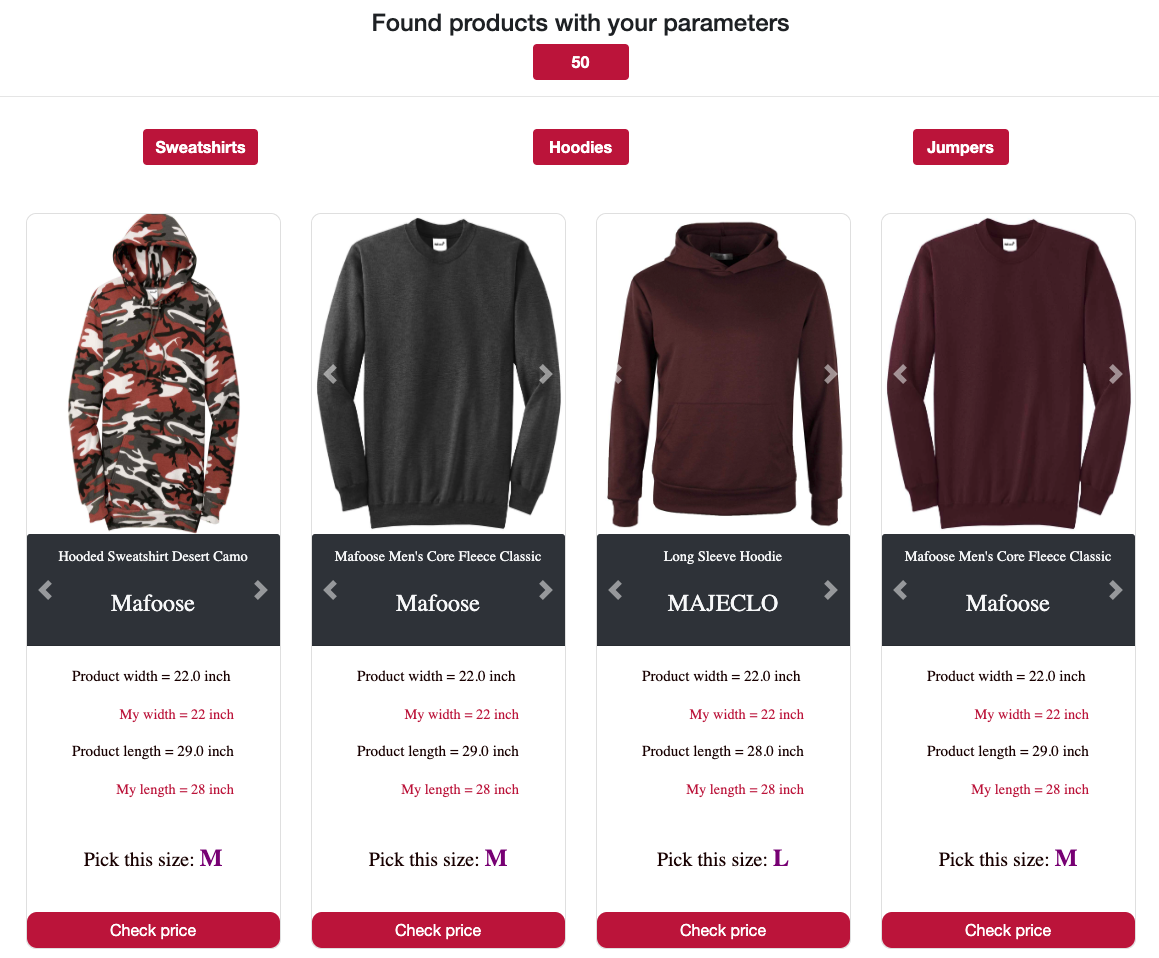 Found products with your parameters
50
Sweatshirts
Hoodies
Jumpers
Hooded Sweatshirt Desert Camo
Mafoose
Product width = 22.0 inch
My width = 22 inch
Product length = 29.0 inch
My length = 28 inch
Pick this size: M
Check price
Mafoose Men's Core Fleece Classic
Mafoose
Product width = 22.0 inch
My width = 22 inch
Product length = 29.0 inch
My length = 28 inch
Pick this size: M
Check price
Long Sleeve Hoodie
MAJECLO
Product width = 22.0 inch
My width = 22 inch
Product length = 28.0 inch
My length = 28 inch
Pick this size: L
Check price
Mafoose Men's Core Fleece Classic
Mafoose
Product width = 22.0 inch
My width = 22 inch
Product length = 29.0 inch
My length = 28 inch
Pick this size: M
Check price